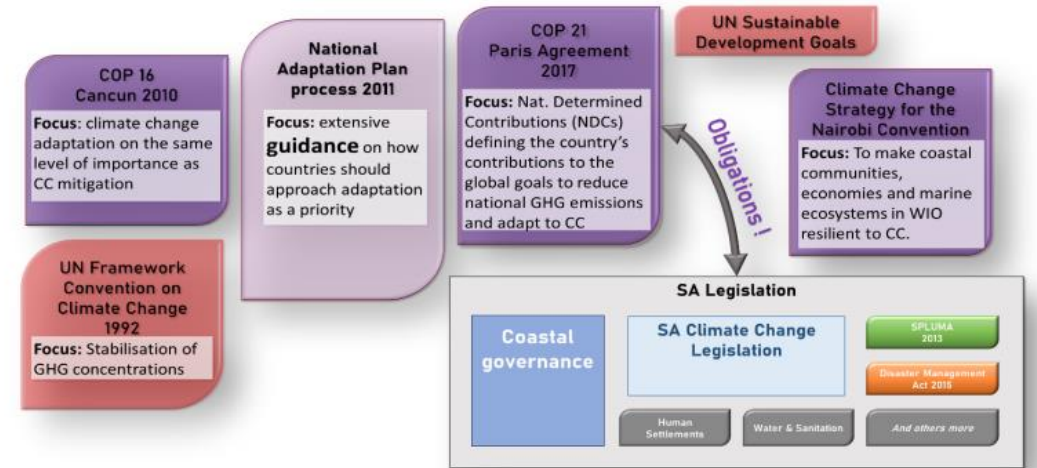 COP 16
Cancun 2010
Focus: climate change
adaptation on the same
level of importance as
CC mitigation
UN Framework
Convention on
Climate Change
1992
Focus: Stabilisation of
GHG concentrations
National
Adaptation Plan
process 2011
Focus: extensive
guidance on how
countries should
approach adaptation
as a priority
COP 21
Paris Agreement
2017
Focus: Nat. Determined
Contributions (NDCs)
defining the country's
contributions to the
global goals to reduce
national GHG emissions
and adapt to CC
UN Sustainable
Development Goals
Obligations !
Climate Change
Strategy for the
Nairobi Convention
Focus: To make coastal
communities,
economies and marine
ecosystems in WIO
resilient to CC.
SA Legislation
Coastal
governance
SA Climate Change
Legislation
SPLUMA
2013
Disaster Management
Act 2015
Human
Settlements
Water & Sanitation
And others more